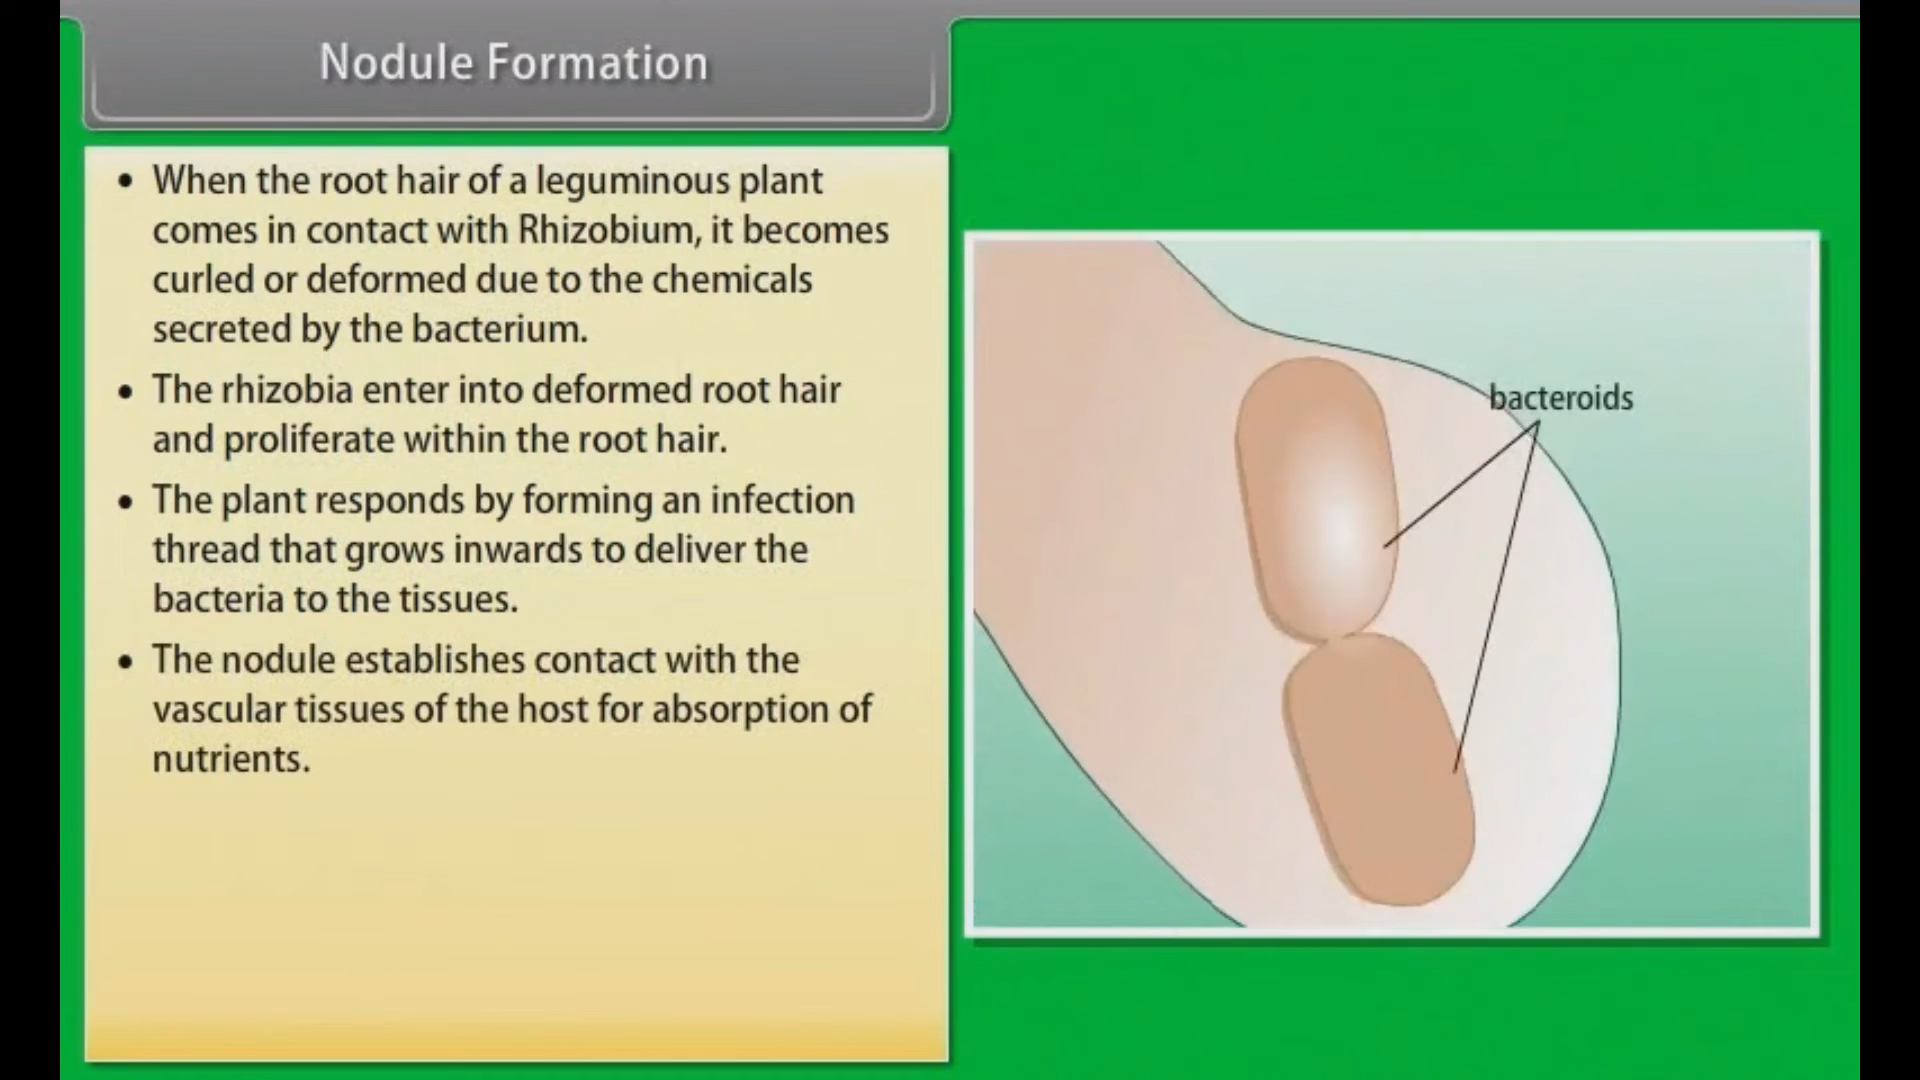 Nodule Formation
• When the root hair of a leguminous plant
comes in contact with Rhizobium, it becomes
curled or deformed due to the chemicals
secreted by the bacterium.
• The rhizobia enter into deformed root hair
and proliferate within the root hair.
• The plant responds by forming an infection
thread that grows inwards to deliver the
bacteria to the tissues.
• The nodule establishes contact with the
vascular tissues of the host for absorption of
nutrients.
bacteroids